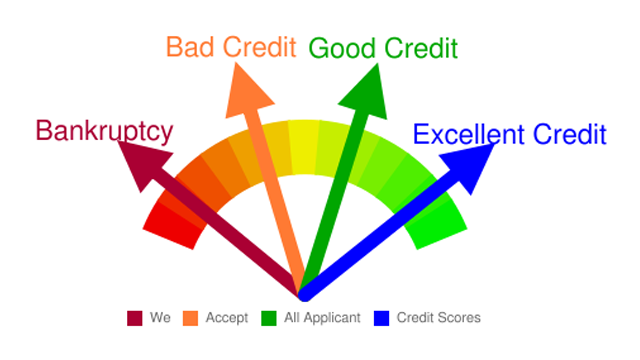 Bad Credit Good Credit
Bankruptcy
Excellent Credit
We Accept All Applicant Credit Scores